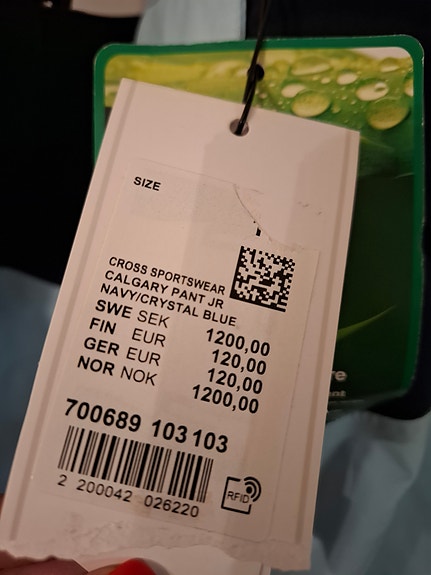 SIZE
CROSS SPORTSWEAR
CALGARY PANT JR
NAVY/CRYSTAL BLUE
SWE SEK 1200,00
FIN EUR 120,00
GER EUR 120,00
NOR NOK 1200,00
700689 103103
2 200042 026220
RFID